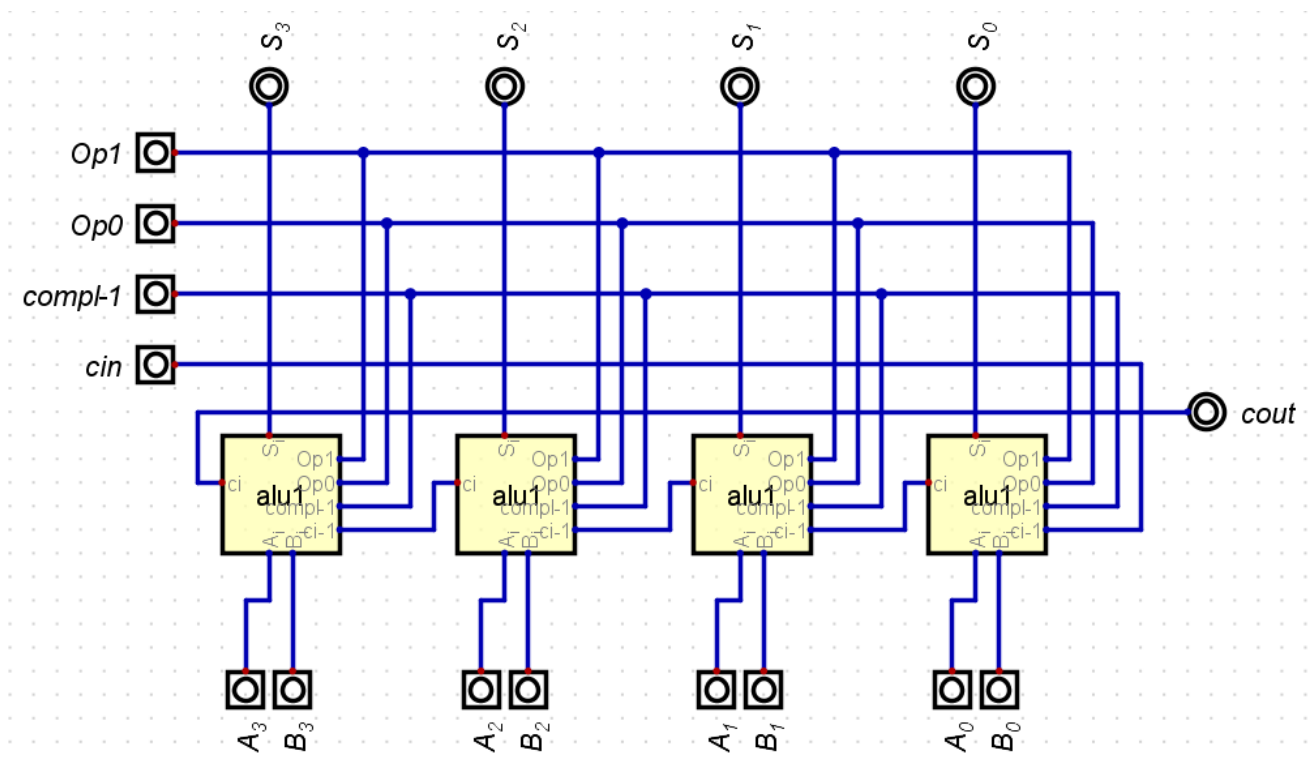 S3 S2 S1 S0
Op1
Op0
compl-1
cin
cout
Si Si Si Si
Op1 Op1 Op1 Op1
ci Op0 ci Op0 ci Op0 ci Op0
alu1 alu1 alu1 alu1
compl-1 compl-1 compl-1 compl-1
Ai Bi ci-1 Ai Bi ci-1 Ai Bi ci-1 Ai Bi ci-1
A3 B3 A2 B2 A1 B1 A0 B0